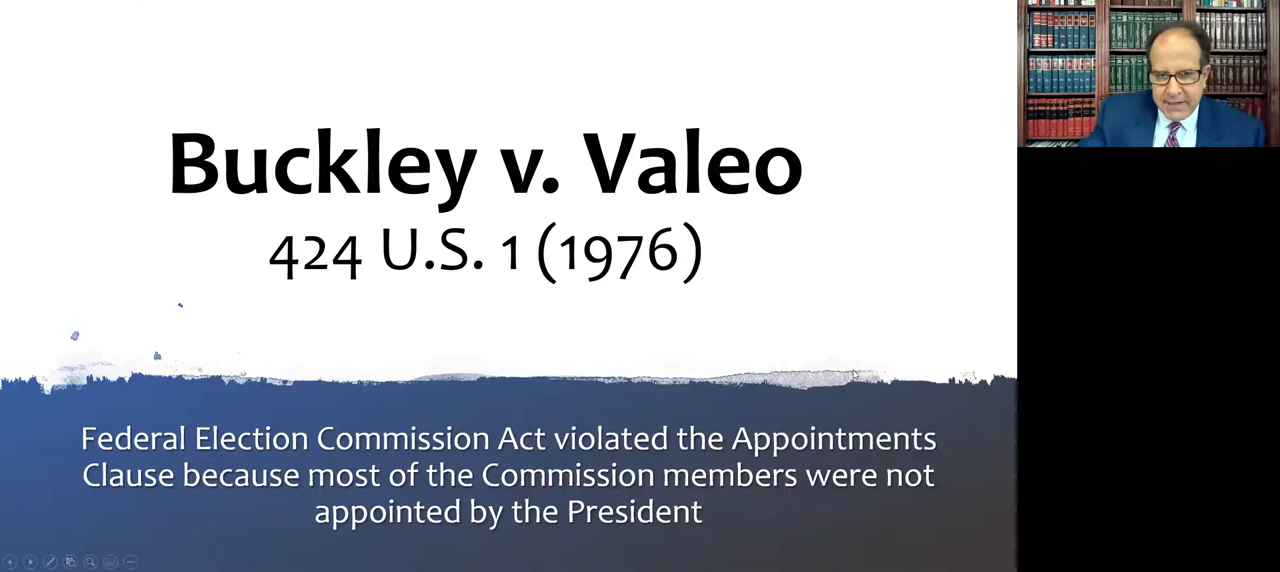 Buckley v. Valeo
424 U.S. 1 (1976)
Federal Election Commission Act violated the Appointments
Clause because most of the Commission members were not
appointed by the President